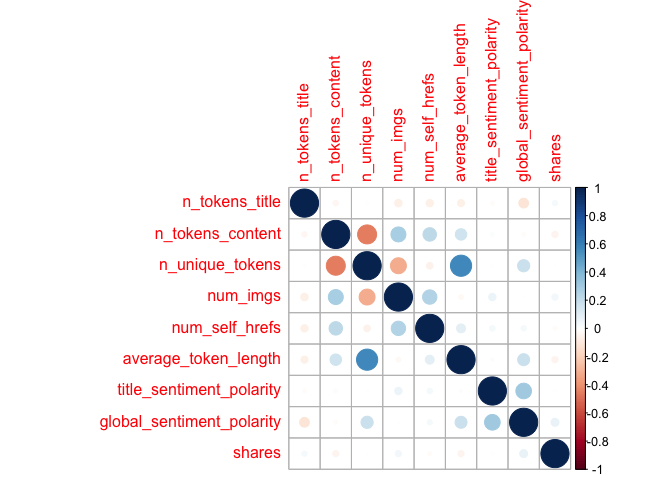 n_tokens_title
n_tokens_content
n_unique_tokens
num_imgs
num_self_hrefs
average_token_length
title_sentiment_polarity
global_sentiment_polarity
shares
n_tokens_title
n_tokens_content
n_unique_tokens
num_imgs
num_self_hrefs
average_token_length
title_sentiment_polarity
global_sentiment_polarity
shares
1
0.8
0.6
0.4
0.2
0
-0.2
-0.4
-0.6
-0.8
-1